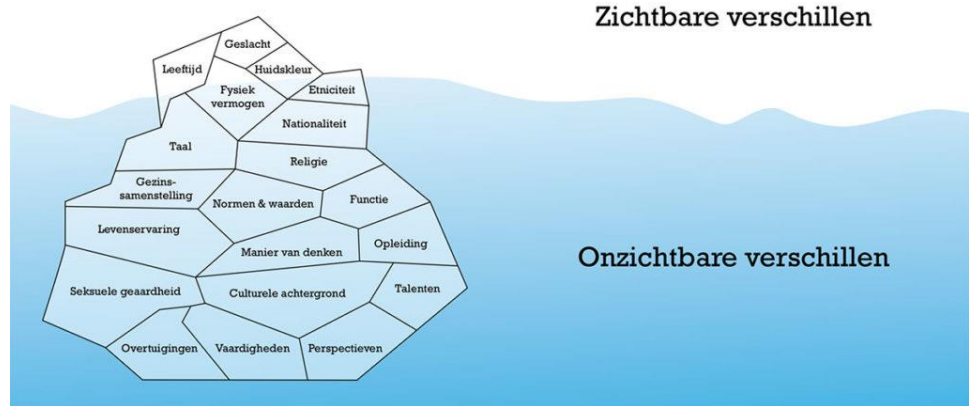 Zichtbare verschillen
Geslacht
Leeftijd
Huidskleur
Etniciteit
Fysiek
vermogen
Nationaliteit
Taal
Religie
Gezins-
samenstelling
Normen & waarden
Functie
Levenservaring
Manier van denken
Opleiding
Onzichtbare verschillen
Seksuele geaardheid
Culturele achtergrond
Talenten
Overtuigingen
Vaardigheden
Perspectieven